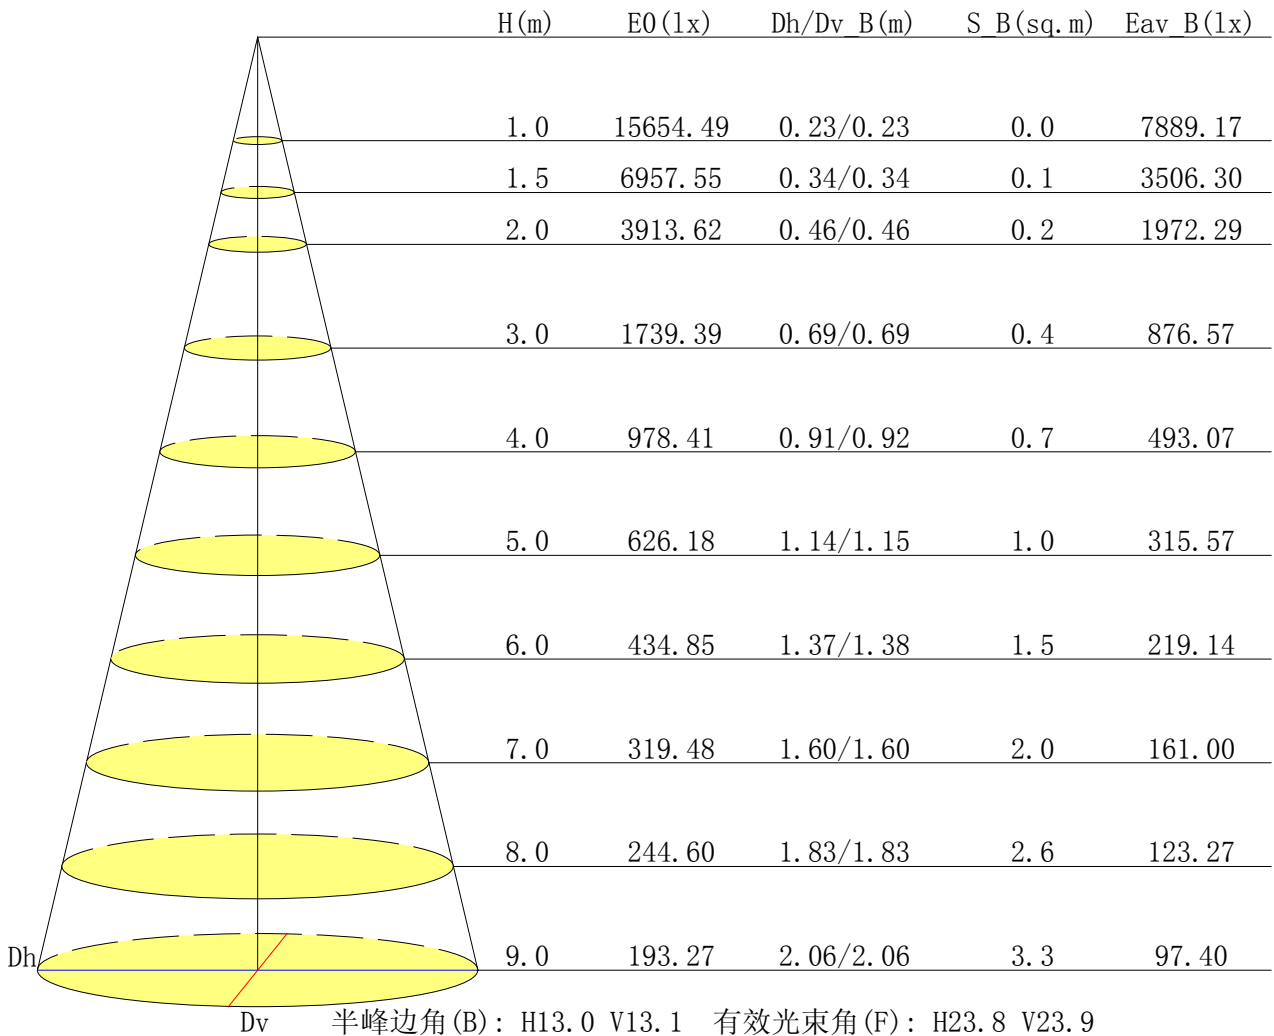 H(m) E0(lx) Dh/Dv_B(m) S_B(sq.m) Eav_B(lx)
1.0 15654.49 0.23/0.23 0.0 7889.17
1.5 6957.55 0.34/0.34 0.1 3506.30
2.0 3913.62 0.46/0.46 0.2 1972.29
3.0 1739.39 0.69/0.69 0.4 876.57
4.0 978.41 0.91/0.92 0.7 493.07
5.0 626.18 1.14/1.15 1.0 315.57
6.0 434.85 1.37/1.38 1.5 219.14
7.0 319.48 1.60/1.60 2.0 161.00
8.0 244.60 1.83/1.83 2.6 123.27
Dh 9.0 193.27 2.06/2.06 3.3 97.40
Dv 半峰边角(B): H13.0 V13.1 有效光束角(F): H23.8 V23.9